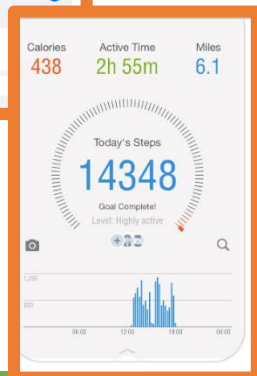 Calories Active Time Miles
438 2h 55m 6.1
Today's Steps
14348
Goal Complete!
Level: Highly active
06:00 12:00 18:00 00:00